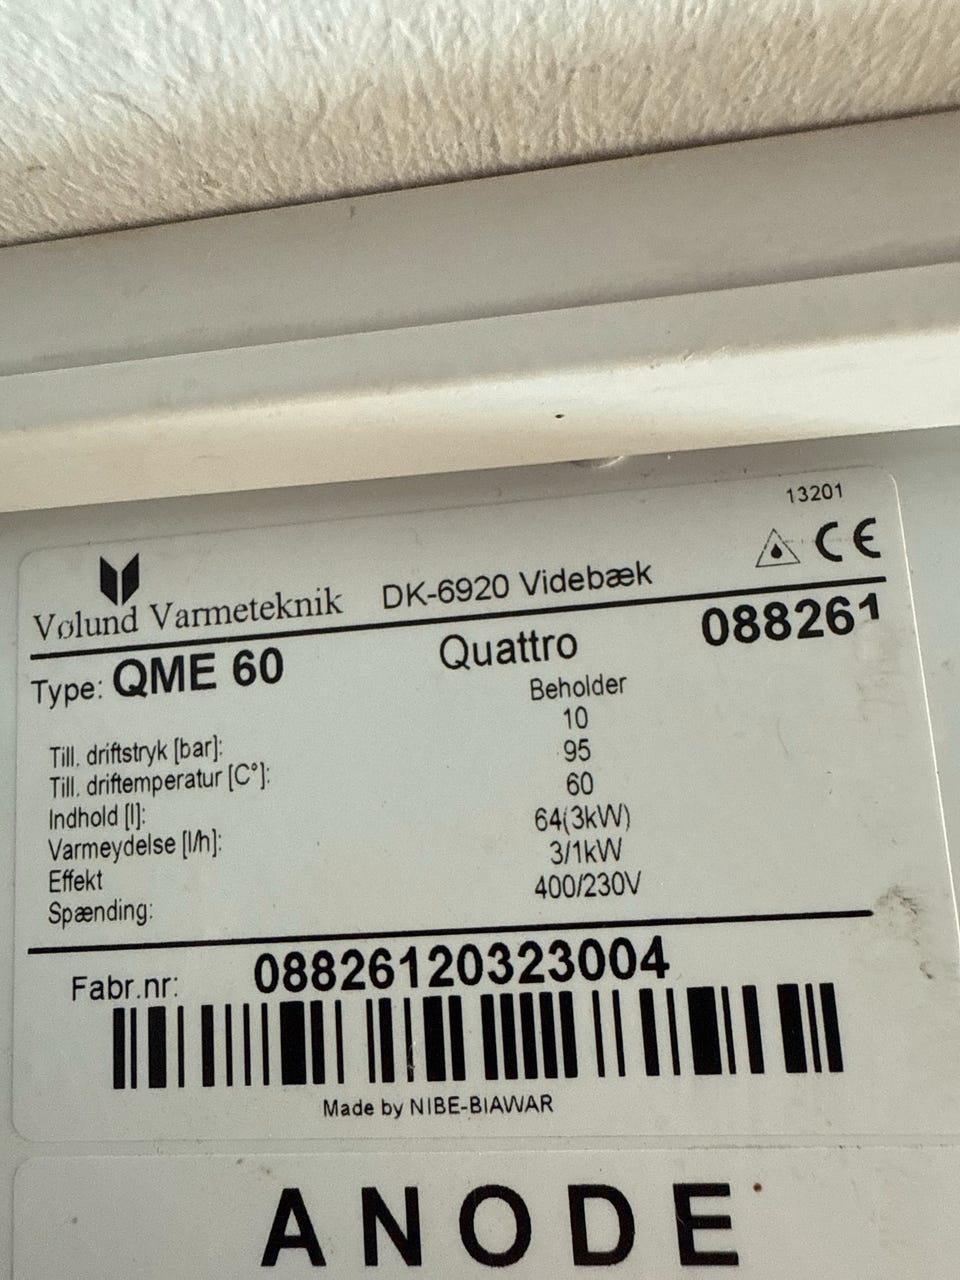 13201
CE
Vølund Varmeteknik DK-6920 Videbæk
Type: QME 60 Quattro 088261
Beholder
Till. driftstryk [bar]: 10
Till. driftemperatur [C°]: 95
Indhold [l]: 60
Varmeydelse [l/h]: 64(3kW)
Effekt 3/1kW
Spænding: 400/230V
Fabr.nr: 08826120323004
Made by NIBE-BIAWAR
ANODE